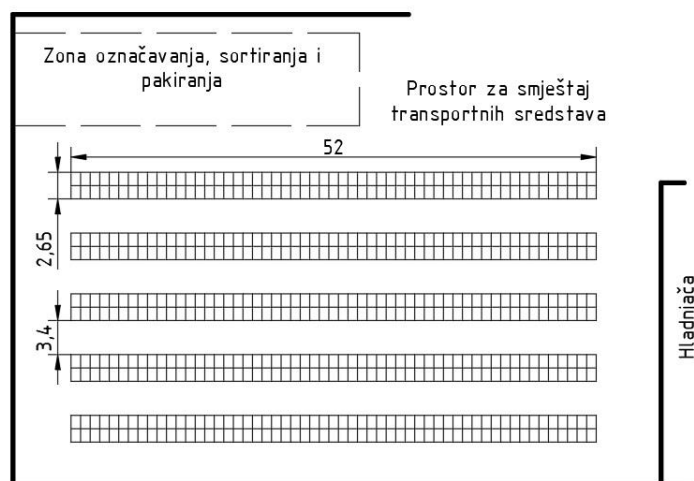 Zona označavanja, sortiranja i
pakiranja
Prostor za smještaj
transportnih sredstava
52
2,65
3,4
Hladnjača